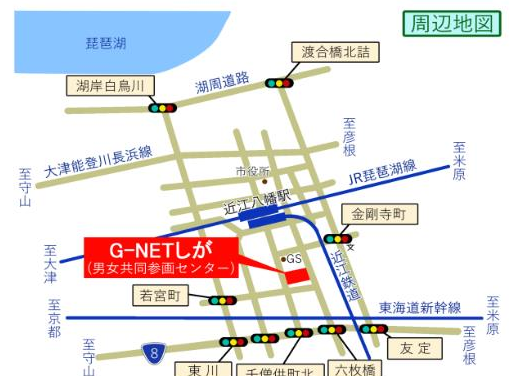 周辺地図
琵琶湖
渡合橋北詰
湖岸白鳥川
湖周道路
至彦根
大津能登川長浜線
至守山
至米原
市役所
JR琵琶湖線
近江八幡駅
金剛寺町
G-NETしが
(男女共同参画センター)
至大津
GS
近江鉄道
若宮町
東海道新幹線
至京都
至米原
至彦根
至守山
8
友定
東川
千僧供町北
六枚橋